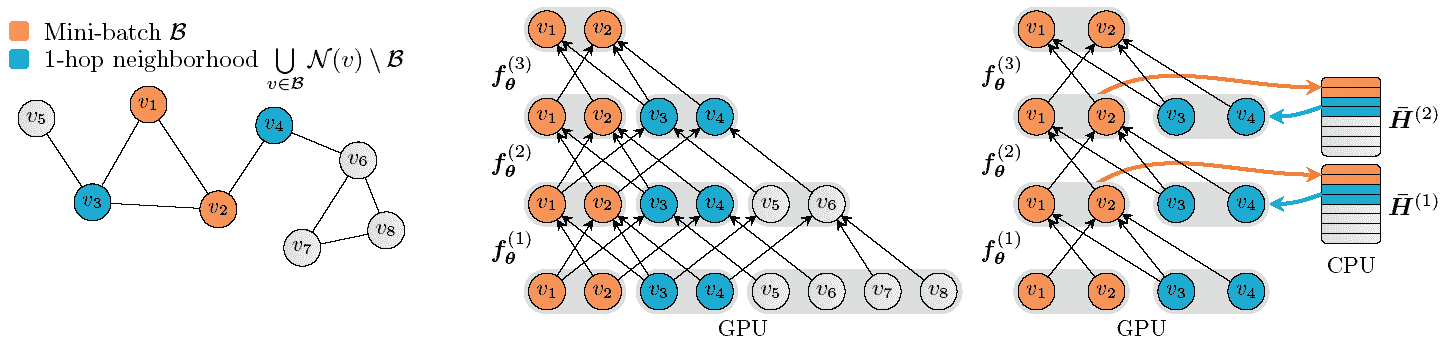 Mini-batch 𝓑
1-hop neighborhood ⋃_{v∈𝓑} 𝓝(v) \ 𝓑
v₅ v₁ v₄ v₆ v₃ v₂ v₈ v₇
v₁ v₂
f_θ^(3)
v₁ v₂ v₃ v₄
f_θ^(2)
v₁ v₂ v₃ v₄ v₅ v₆
f_θ^(1)
v₁ v₂ v₃ v₄ v₅ v₆ v₇ v₈
GPU
v₁ v₂
f_θ^(3)
v₁ v₂ v₃ v₄
H̄^(2)
f_θ^(2)
v₁ v₂ v₃ v₄
H̄^(1)
f_θ^(1)
CPU
v₁ v₂ v₃ v₄
GPU